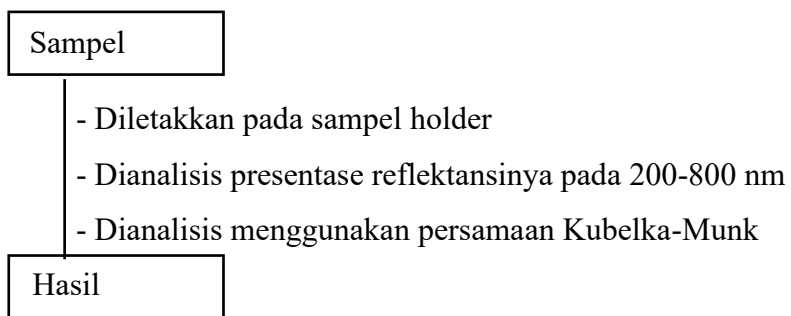 Sampel
- Diletakkan pada sampel holder
- Dianalisis presentase reflektansinya pada 200-800 nm
- Dianalisis menggunakan persamaan Kubelka-Munk
Hasil